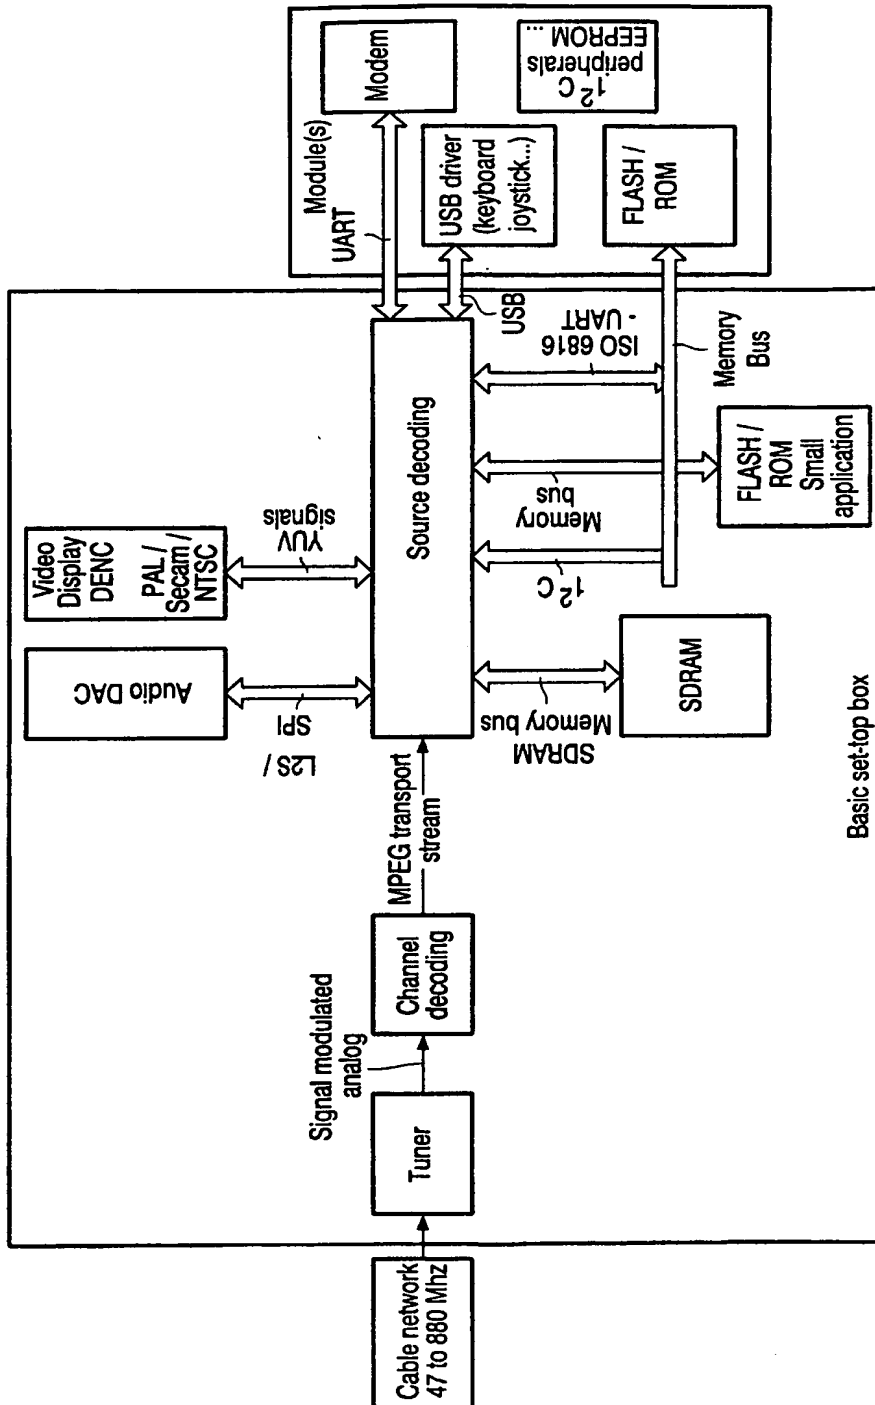 Cable network
47 to 880 Mhz
Tuner
Signal modulated
analog
Channel
decoding
MPEG transport
stream
Source decoding
Audio DAC
L2S /
SPI
Video
Display
DENC
PAL /
Secam /
NTSC
YUV
signals
SDRAM
Memory bus
SDRAM
1²C
Memory
bus
FLASH /
ROM
Small
application
ISO 6816
- UART
Memory
Bus
USB
UART
Module(s)
Modem
USB driver
(keyboard
joystick...)
1²C
peripherals
EEPROM ...
FLASH /
ROM
Basic set-top box